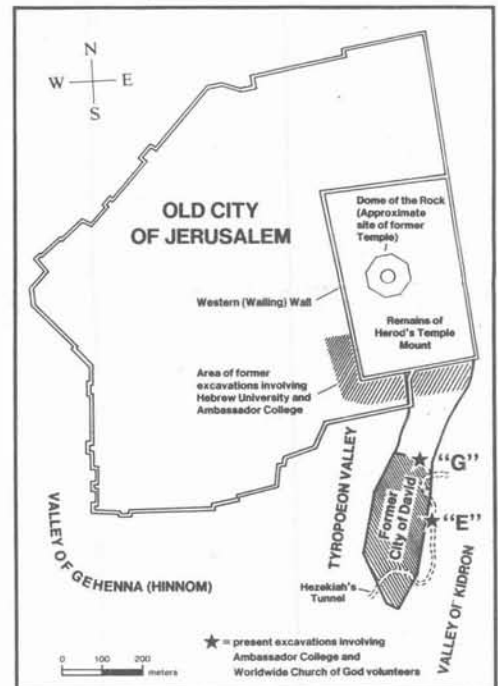 N
W E
S
OLD CITY
OF JERUSALEM
Dome of the Rock
(Approximate
site of former
Temple)
Western (Wailing) Wall
Remains of
Herod's Temple
Mount
Area of former
excavations involving
Hebrew University and
Ambassador College
TYROPOEON VALLEY
"G"
Former
City of David
"E"
VALLEY OF GEHENNA (HINNOM)
Hezekiah's
Tunnel
VALLEY OF KIDRON
★ = present excavations involving
Ambassador College and
Worldwide Church of God volunteers
0 100 200
meters